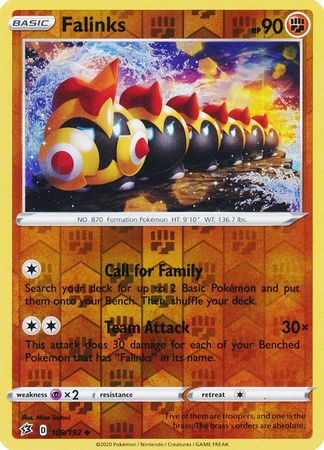 BASIC
Falinks
HP 90
NO. 870 Formation Pokémon HT: 9'10" WT: 136.7 lbs.
Call for Family
Search your deck for up to 2 Basic Pokémon and put
them onto your Bench. Then, shuffle your deck.
Team Attack 30×
This attack does 30 damage for each of your Benched
Pokémon that has "Falinks" in its name.
weakness ×2 resistance retreat
Illus. Misa Tsutsui
D 109/192
Five of them are troopers, and one is the
brass. The brass's orders are absolute.
©2020 Pokémon / Nintendo / Creatures / GAME FREAK